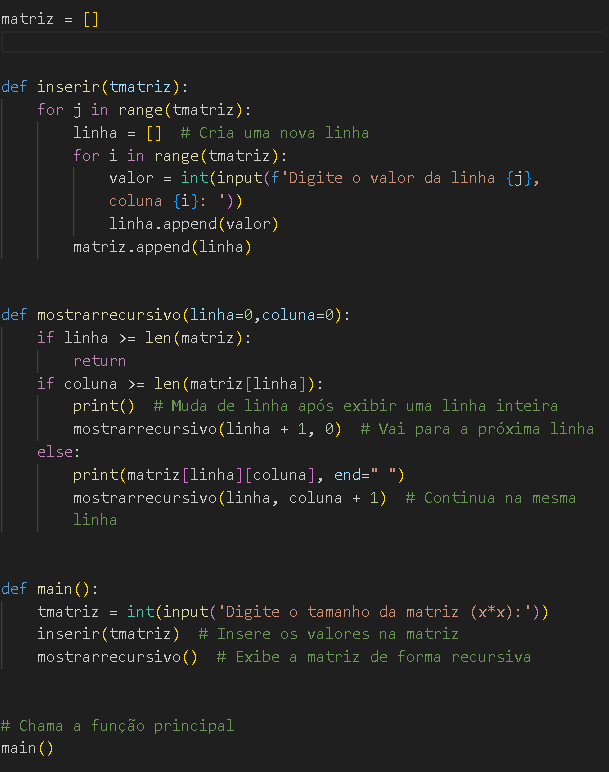 matriz = []
def inserir(tmatriz):
    for j in range(tmatriz):
        linha = []  # Cria uma nova linha
        for i in range(tmatriz):
            valor = int(input(f'Digite o valor da linha {j},
            coluna {i}: '))
            linha.append(valor)
        matriz.append(linha)
def mostrarrecursivo(linha=0,coluna=0):
    if linha >= len(matriz):
        return
    if coluna >= len(matriz[linha]):
        print()  # Muda de linha após exibir uma linha inteira
        mostrarrecursivo(linha + 1, 0)  # Vai para a próxima linha
    else:
        print(matriz[linha][coluna], end=" ")
        mostrarrecursivo(linha, coluna + 1)  # Continua na mesma
        linha
def main():
    tmatriz = int(input('Digite o tamanho da matriz (x*x):'))
    inserir(tmatriz)  # Insere os valores na matriz
    mostrarrecursivo()  # Exibe a matriz de forma recursiva
# Chama a função principal
main()